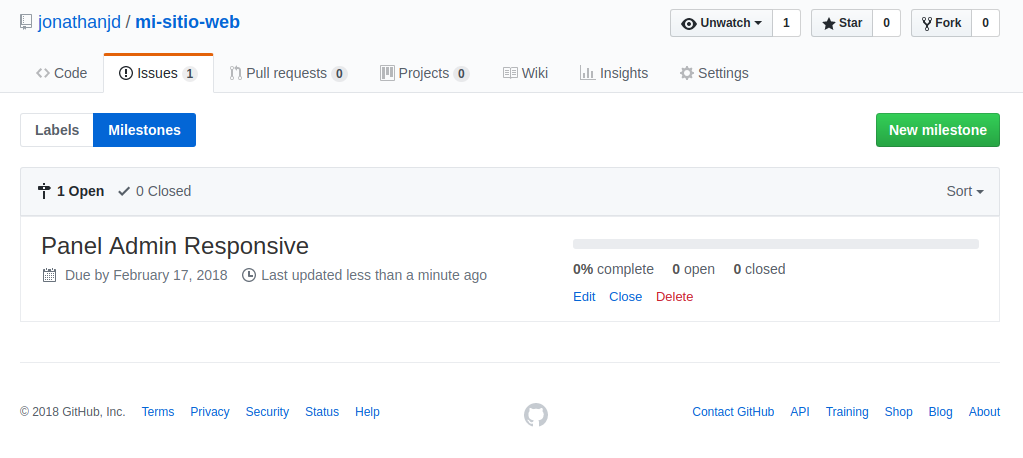 jonathanjd / mi-sitio-web
Unwatch 1 Star 0 Fork 0
Code Issues 1 Pull requests 0 Projects 0 Wiki Insights Settings
Labels Milestones New milestone
1 Open 0 Closed Sort
Panel Admin Responsive
Due by February 17, 2018 Last updated less than a minute ago
0% complete 0 open 0 closed
Edit Close Delete
© 2018 GitHub, Inc. Terms Privacy Security Status Help Contact GitHub API Training Shop Blog About